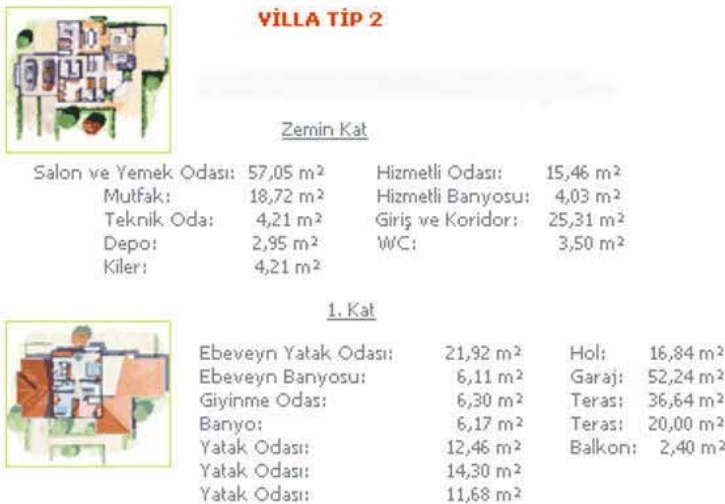 VİLLA TİP 2
Zemin Kat
Salon ve Yemek Odası: 57,05 m² Hizmetli Odası: 15,46 m²
Mutfak: 18,72 m² Hizmetli Banyosu: 4,03 m²
Teknik Oda: 4,21 m² Giriş ve Koridor: 25,31 m²
Depo: 2,95 m² WC: 3,50 m²
Kiler: 4,21 m²
1. Kat
Ebeveyn Yatak Odası: 21,92 m² Hol: 16,84 m²
Ebeveyn Banyosu: 6,11 m² Garaj: 52,24 m²
Giyinme Odas: 6,30 m² Teras: 36,64 m²
Banyo: 6,17 m² Teras: 20,00 m²
Yatak Odası: 12,46 m² Balkon: 2,40 m²
Yatak Odası: 14,30 m²
Yatak Odası: 11,68 m²